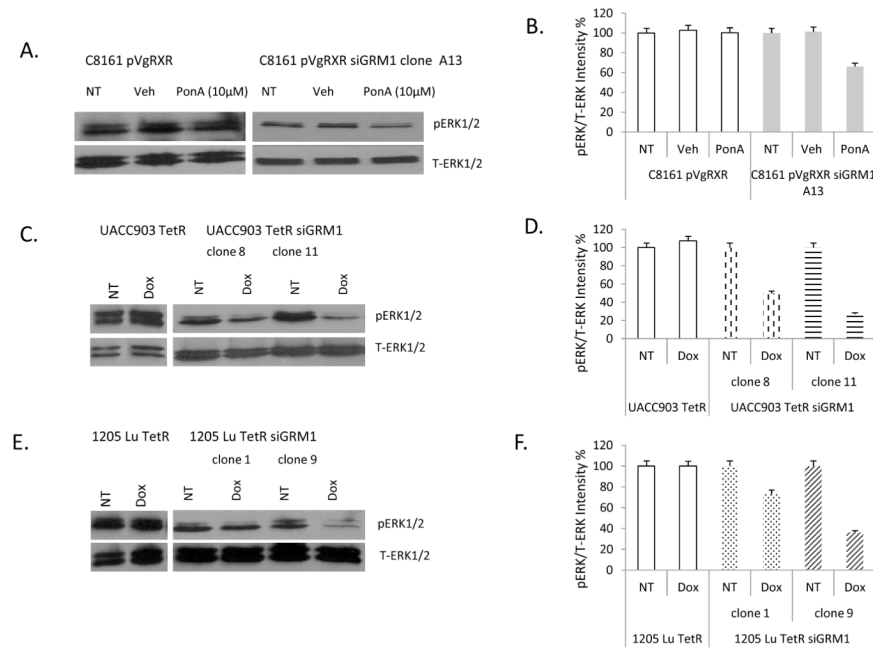 A.
C8161 pVgRXR
C8161 pVgRXR siGRM1 clone A13
NT Veh PonA (10µM) NT Veh PonA (10µM)
pERK1/2
T-ERK1/2
B.
pERK/T-ERK Intensity %
120
100
80
60
40
20
0
NT Veh PonA NT Veh PonA
C8161 pVgRXR
C8161 pVgRXR siGRM1
A13
C.
UACC903 TetR
UACC903 TetR siGRM1
clone 8 clone 11
NT Dox NT Dox NT Dox
pERK1/2
T-ERK1/2
D.
pERK/T-ERK Intensity %
120
100
80
60
40
20
0
NT Dox NT Dox NT Dox
clone 8 clone 11
UACC903 TetR
UACC903 TetR siGRM1
E.
1205 Lu TetR
1205 Lu TetR siGRM1
clone 1 clone 9
NT Dox NT Dox NT Dox
pERK1/2
T-ERK1/2
F.
pERK/T-ERK Intensity %
120
100
80
60
40
20
0
NT Dox NT Dox NT Dox
clone 1 clone 9
1205 Lu TetR
1205 Lu TetR siGRM1